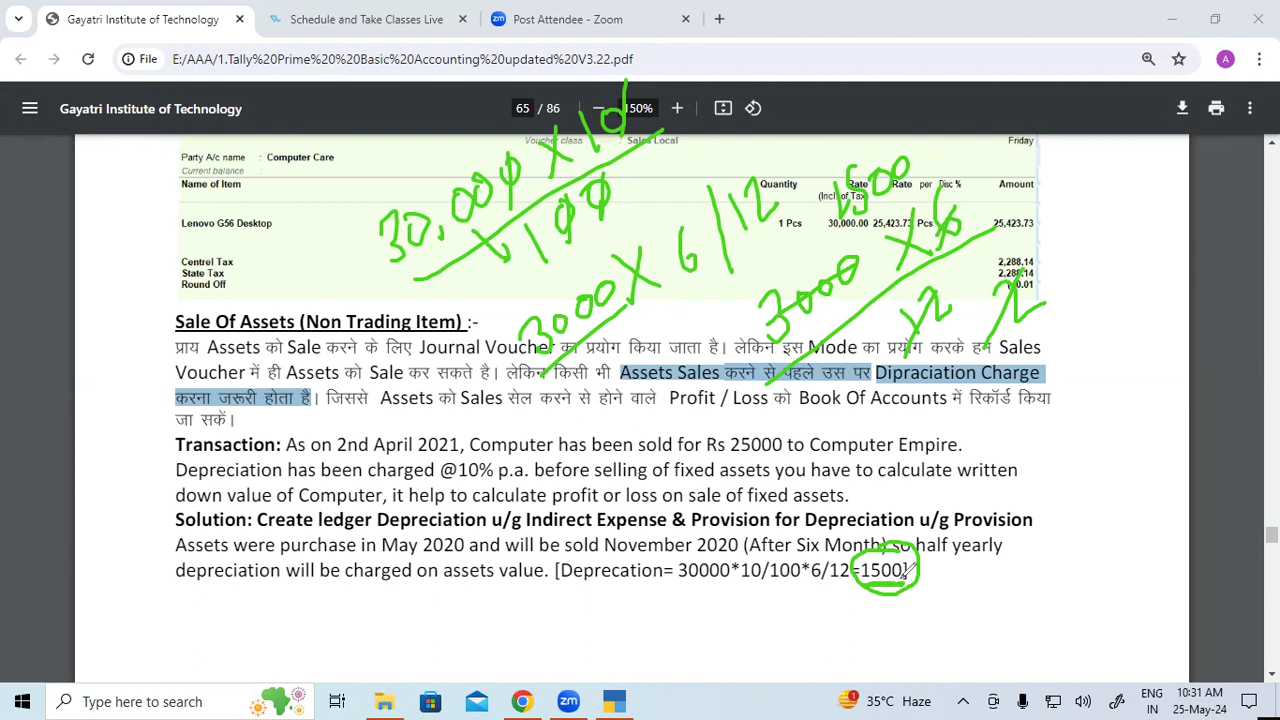 Gayatri Institute of Technology
Schedule and Take Classes Live
Post Attendee - Zoom
File
E:/AAA/1.Tally%20Prime%20%20Basic%20Accounting%20updated%20V3.22.pdf
A
Gayatri Institute of Technology
65 / 86
150%
Voucher class : Sales Local
Friday
Party A/c name : Computer Care
Current balance :
Name of Item
Quantity Rate Rate per Disc % Amount
(Incl. of Tax)
Lenovo G56 Desktop 1 Pcs 30,000.00 25,423.73 Pcs 25,423.73
Centrel Tax 2,288.14
State Tax 2,288.14
Round Off
30,000 X 10
100
3000 X 6 / 12
1500
3000 X 6
12
2
Sale Of Assets (Non Trading Item) :-
प्राय Assets को Sale करने के लिए Journal Voucher का प्रयोग किया जाता है। लेकिन इस Mode का प्रयोग करके हम Sales
Voucher में ही Assets को Sale कर सकते है। लेकिन किसी भी Assets Sales करने से पहले उस पर Dipraciation Charge
करना जरूरी होता हैं। जिससे Assets को Sales सेल करने से होने वाले Profit / Loss को Book Of Accounts में रिकॉर्ड किया
जा सकें।
Transaction: As on 2nd April 2021, Computer has been sold for Rs 25000 to Computer Empire.
Depreciation has been charged @10% p.a. before selling of fixed assets you have to calculate written
down value of Computer, it help to calculate profit or loss on sale of fixed assets.
Solution: Create ledger Depreciation u/g Indirect Expense & Provision for Depreciation u/g Provision
Assets were purchase in May 2020 and will be sold November 2020 (After Six Month) so half yearly
depreciation will be charged on assets value. [Deprecation= 30000*10/100*6/12=1500]
Type here to search
35°C Haze
ENG
IN
10:31 AM
25-May-24